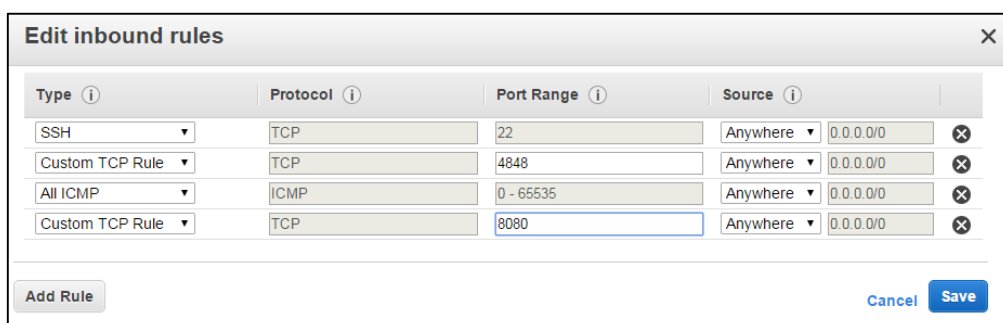 Edit inbound rules
Type Protocol Port Range Source
SSH TCP 22 Anywhere 0.0.0.0/0
Custom TCP Rule TCP 4848 Anywhere 0.0.0.0/0
All ICMP ICMP 0 - 65535 Anywhere 0.0.0.0/0
Custom TCP Rule TCP 8080 Anywhere 0.0.0.0/0
Add Rule Cancel Save